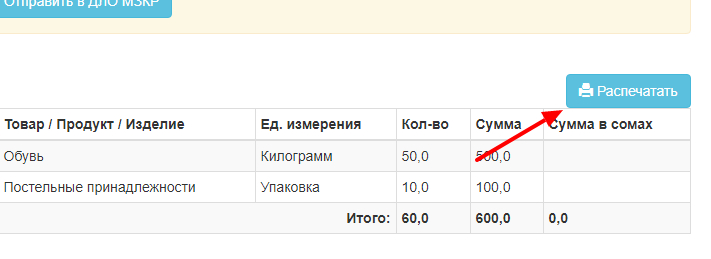 Отправить в ДЛО МЗКР
Распечатать
Товар / Продукт / Изделие Ед. измерения Кол-во Сумма Сумма в сомах
Обувь Килограмм 50,0 500,0
Постельные принадлежности Упаковка 10,0 100,0
Итого: 60,0 600,0 0,0